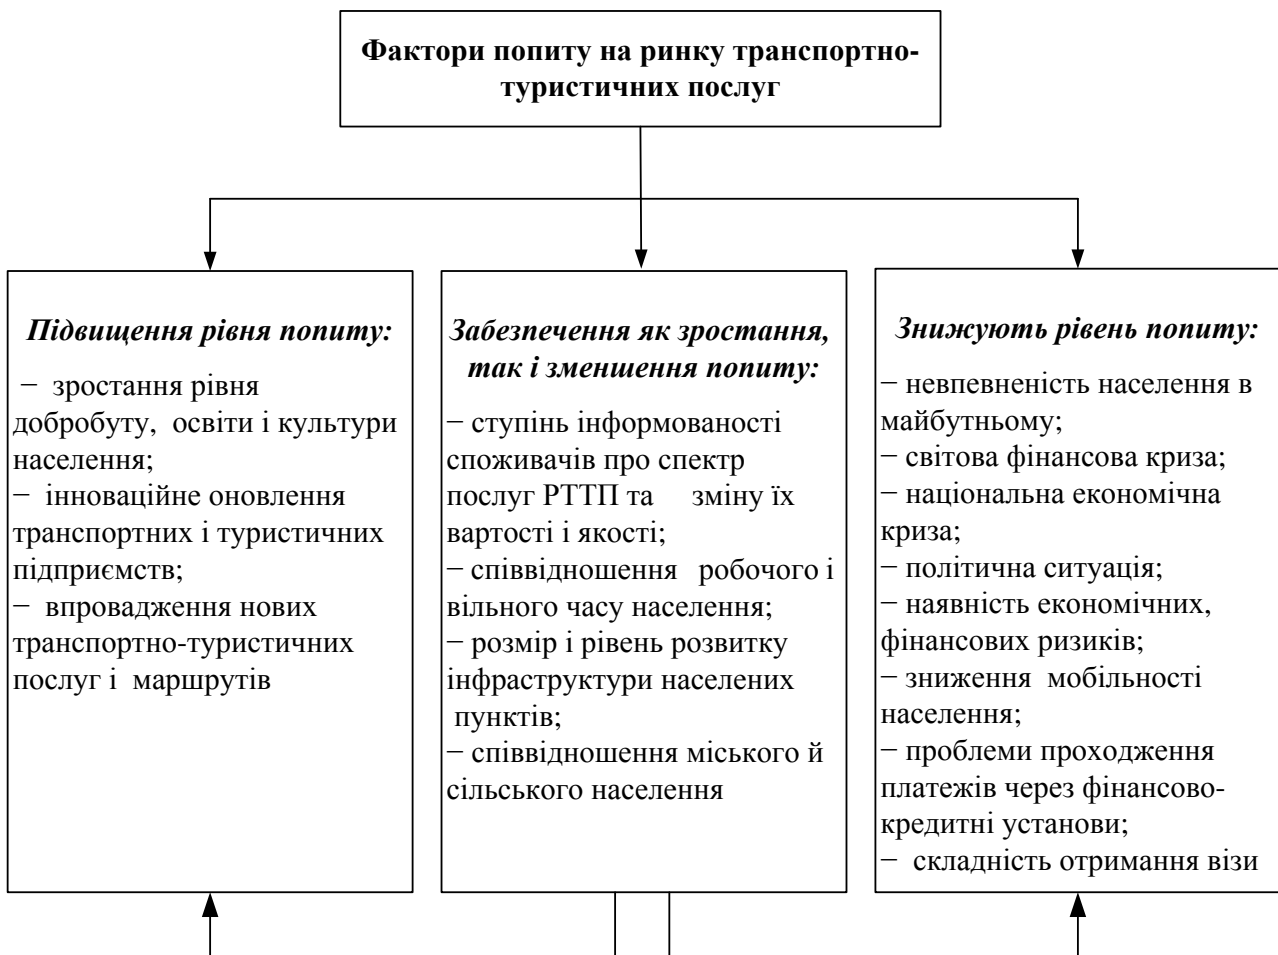 Фактори попиту на ринку транспортно-
туристичних послуг
Підвищення рівня попиту:
− зростання рівня
добробуту, освіти і культури
населення;
− інноваційне оновлення
транспортних і туристичних
підприємств;
− впровадження нових
транспортно-туристичних
послуг і маршрутів
Забезпечення як зростання,
так і зменшення попиту:
− ступінь інформованості
споживачів про спектр
послуг РТТП та зміну їх
вартості і якості;
− співвідношення робочого і
вільного часу населення;
− розмір і рівень розвитку
інфраструктури населених
пунктів;
− співвідношення міського й
сільського населення
Знижують рівень попиту:
− невпевненість населення в
майбутньому;
− світова фінансова криза;
− національна економічна
криза;
− політична ситуація;
− наявність економічних,
фінансових ризиків;
− зниження мобільності
населення;
− проблеми проходження
платежів через фінансово-
кредитні установи;
− складність отримання візи